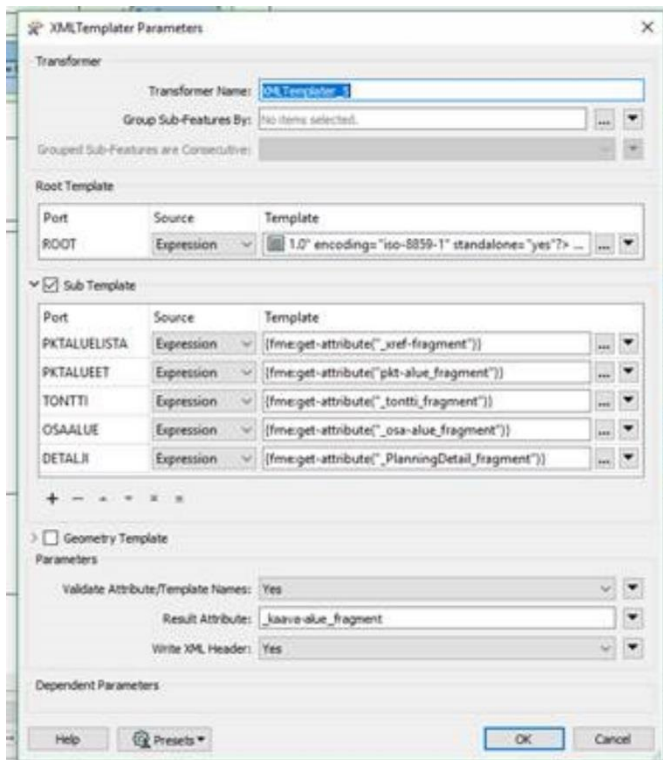 XMLTemplater Parameters
Transformer
Transformer Name: XMLTemplater_5
Group Sub-Features By: No items selected. ...
Grouped Sub-Features are Consecutive:
Root Template
Port Source Template
ROOT Expression 1.0" encoding="iso-8859-1" standalone="yes"?> ... ...
Sub Template
Port Source Template
PKTALUELISTA Expression {fme:get-attribute("_xref-fragment")} ...
PKTALUEET Expression {fme:get-attribute("pkt-alue_fragment")} ...
TONTTI Expression {fme:get-attribute("_tontti_fragment")} ...
OSAALUE Expression {fme:get-attribute("_osa-alue_fragment")} ...
DETALJI Expression {fme:get-attribute("_PlanningDetail_fragment")} ...
Geometry Template
Parameters
Validate Attribute/Template Names: Yes
Result Attribute: _kaava-alue_fragment
Write XML Header: Yes
Dependent Parameters
Help Presets OK Cancel